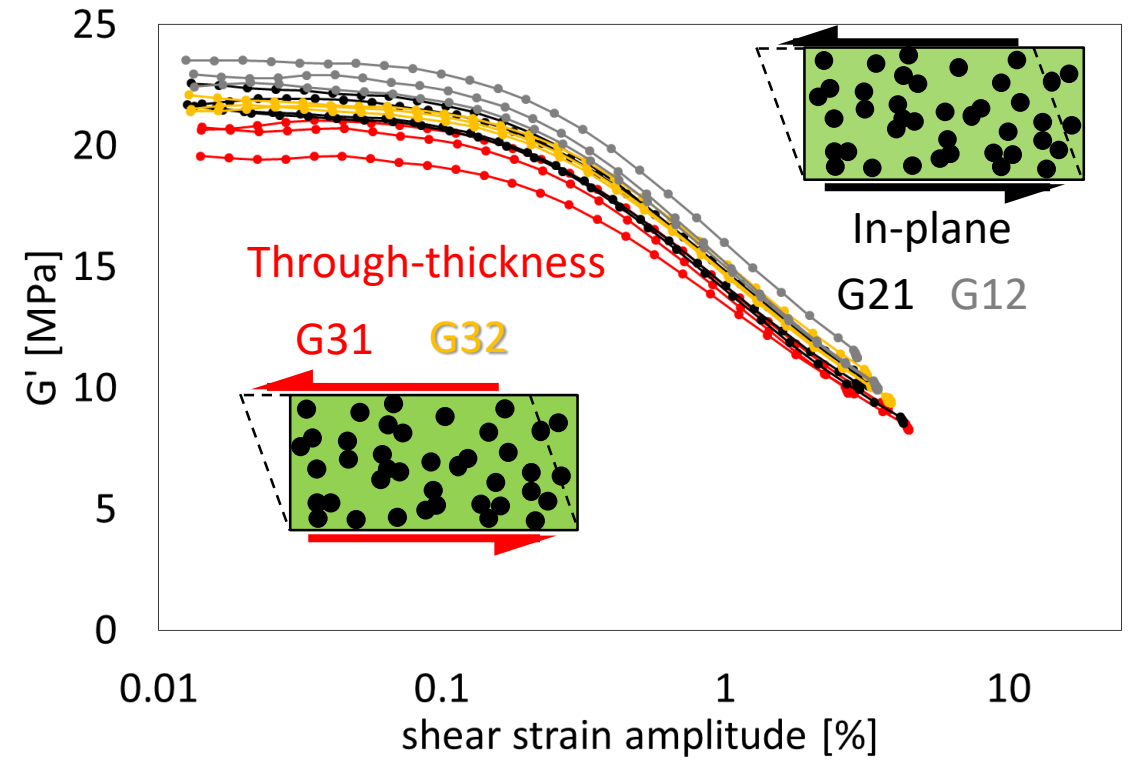 25
20
15
10
5
0
G' [MPa]
In-plane
G21 G12
Through-thickness
G31 G32
0.01 0.1 1 10
shear strain amplitude [%]